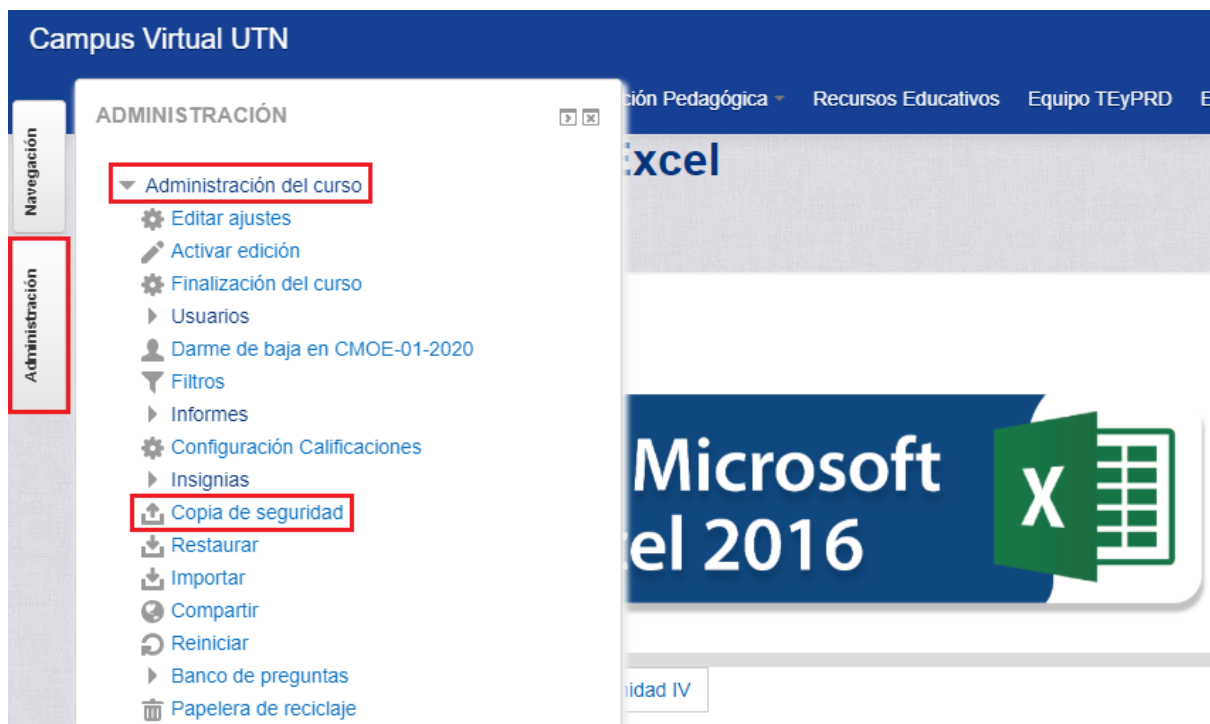 Campus Virtual UTN
ción Pedagógica
Recursos Educativos
Equipo TEyPRD
Excel
Navegación
Administración
ADMINISTRACIÓN
Administración del curso
Editar ajustes
Activar edición
Finalización del curso
Usuarios
Darme de baja en CMOE-01-2020
Filtros
Informes
Configuración Calificaciones
Insignias
Copia de seguridad
Restaurar
Importar
Compartir
Reiniciar
Banco de preguntas
Papelera de reciclaje
Microsoft
el 2016
X
nidad IV